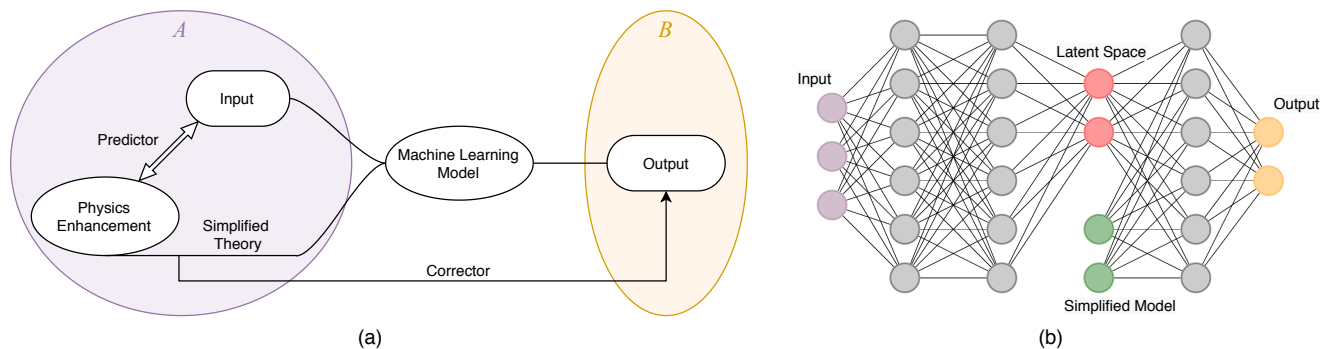 A
B
Input
Predictor
Physics
Enhancement
Simplified
Theory
Machine Learning
Model
Output
Corrector
(a)
Input
Latent Space
Output
Simplified Model
(b)